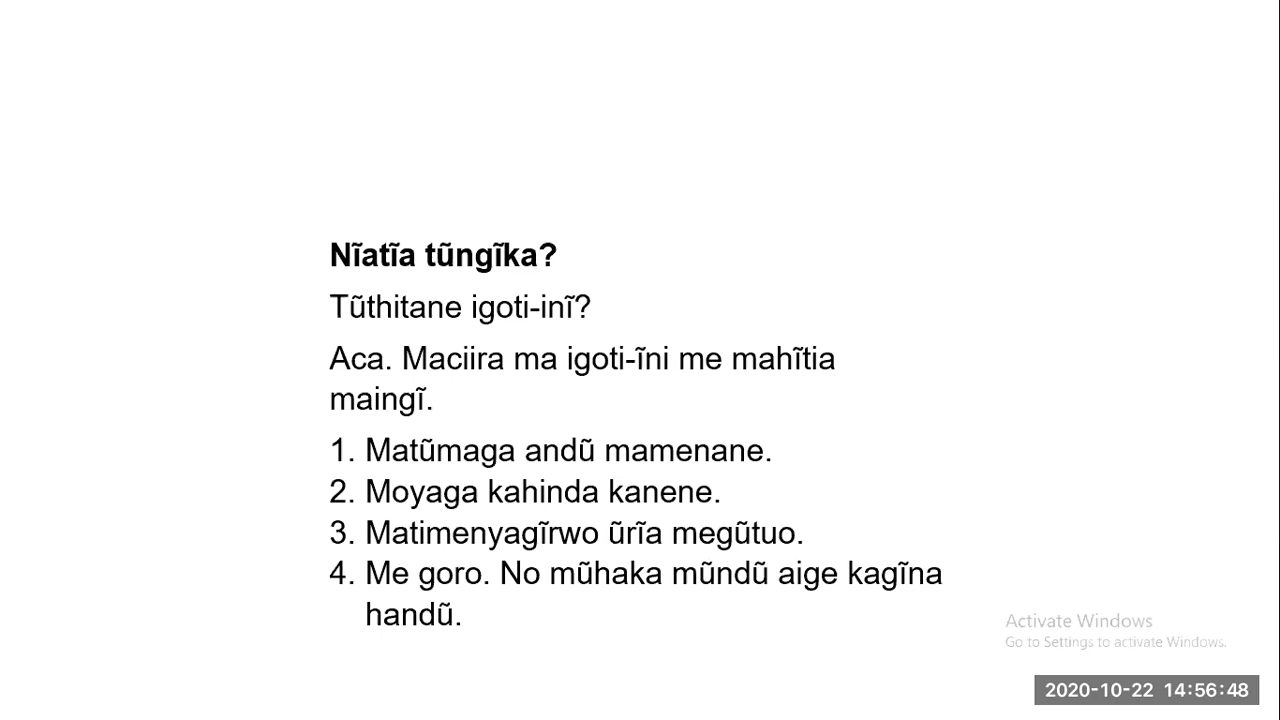 Nĩatĩa tũngĩka?
Tũthitane igoti-inĩ?
Aca. Maciira ma igoti-ĩni me mahĩtia
maingĩ.
1. Matũmaga andũ mamenane.
2. Moyaga kahinda kanene.
3. Matimenyagĩrwo ũrĩa megũtuo.
4. Me goro. No mũhaka mũndũ aige kagĩna
handũ.
Activate Windows
Go to Settings to activate Windows.
2020-10-22 14:56:48